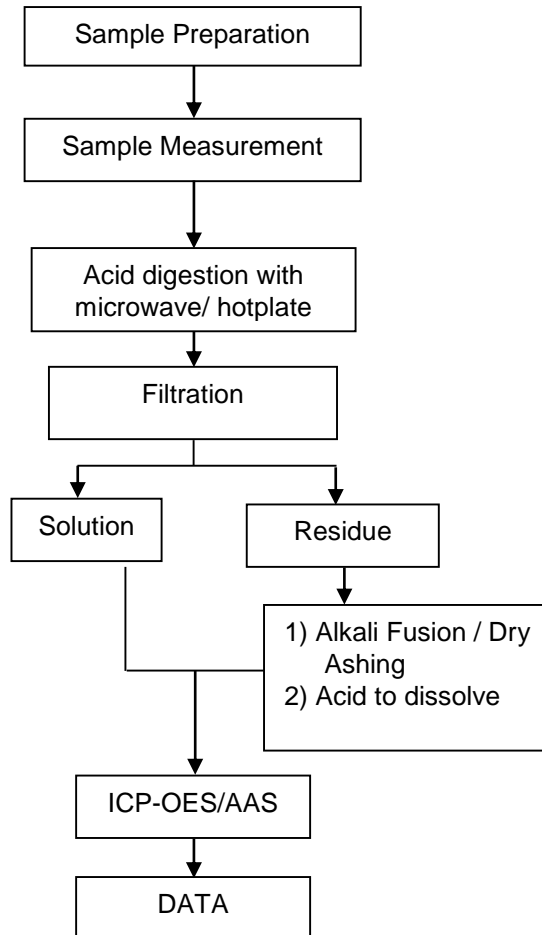 Sample Preparation
Sample Measurement
Acid digestion with
microwave/ hotplate
Filtration
Solution
Residue
1) Alkali Fusion / Dry
Ashing
2) Acid to dissolve
ICP-OES/AAS
DATA